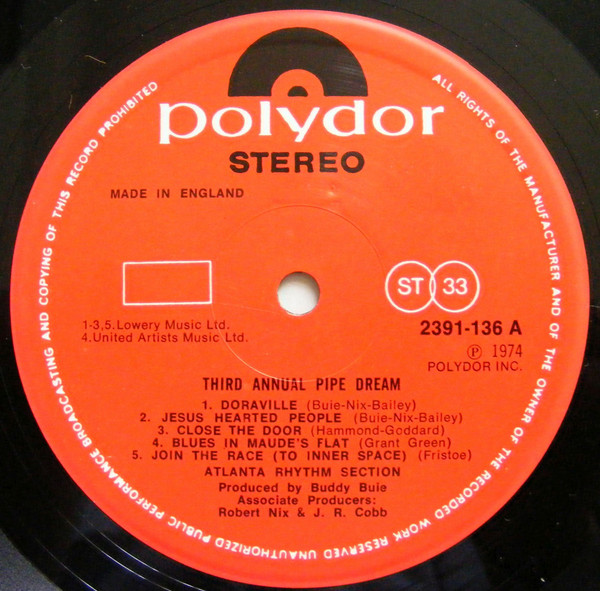 polydor
STEREO
MADE IN ENGLAND
ST 33
1-3,5.Lowery Music Ltd.
4.United Artists Music Ltd.
2391-136 A
℗ 1974
POLYDOR INC.
THIRD ANNUAL PIPE DREAM
1. DORAVILLE (Buie-Nix-Bailey)
2. JESUS HEARTED PEOPLE (Buie-Nix-Bailey)
3. CLOSE THE DOOR (Hammond-Goddard)
4. BLUES IN MAUDE'S FLAT (Grant Green)
5. JOIN THE RACE (TO INNER SPACE) (Fristoe)
ATLANTA RHYTHM SECTION
Produced by Buddy Buie
Associate Producers:
Robert Nix & J. R. Cobb
ALL RIGHTS OF THE MANUFACTURER AND OF THE OWNER OF THE RECORDED WORK RESERVED UNAUTHORIZED PUBLIC PERFORMANCE BROADCASTING AND COPYING OF THIS RECORD PROHIBITED